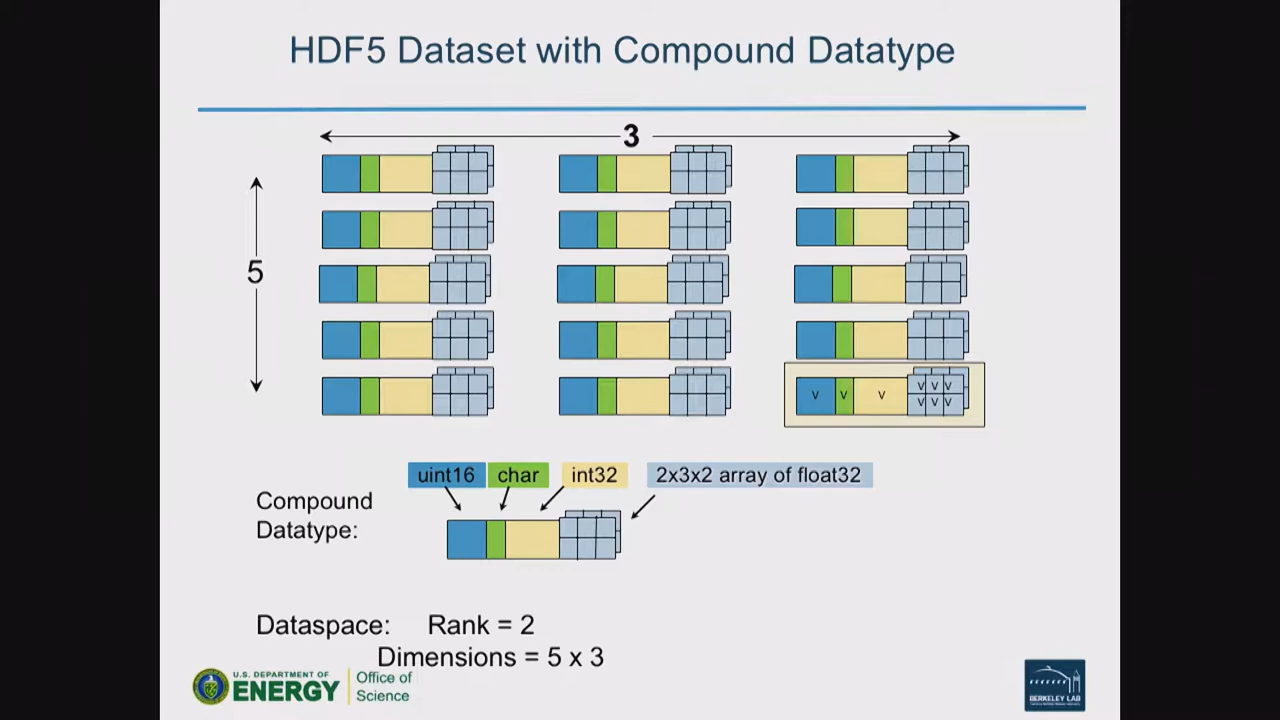 HDF5 Dataset with Compound Datatype
3
5
v v v v v v
v v v
uint16 char int32 2x3x2 array of float32
Compound
Datatype:
Dataspace: Rank = 2
Dimensions = 5 x 3
U.S. DEPARTMENT OF
ENERGY
Office of
Science
BERKELEY LAB